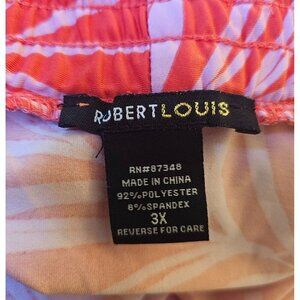 ROBERTLOUIS
RN#87348
MADE IN CHINA
92%POLYESTER
8%SPANDEX
3X
REVERSE FOR CARE